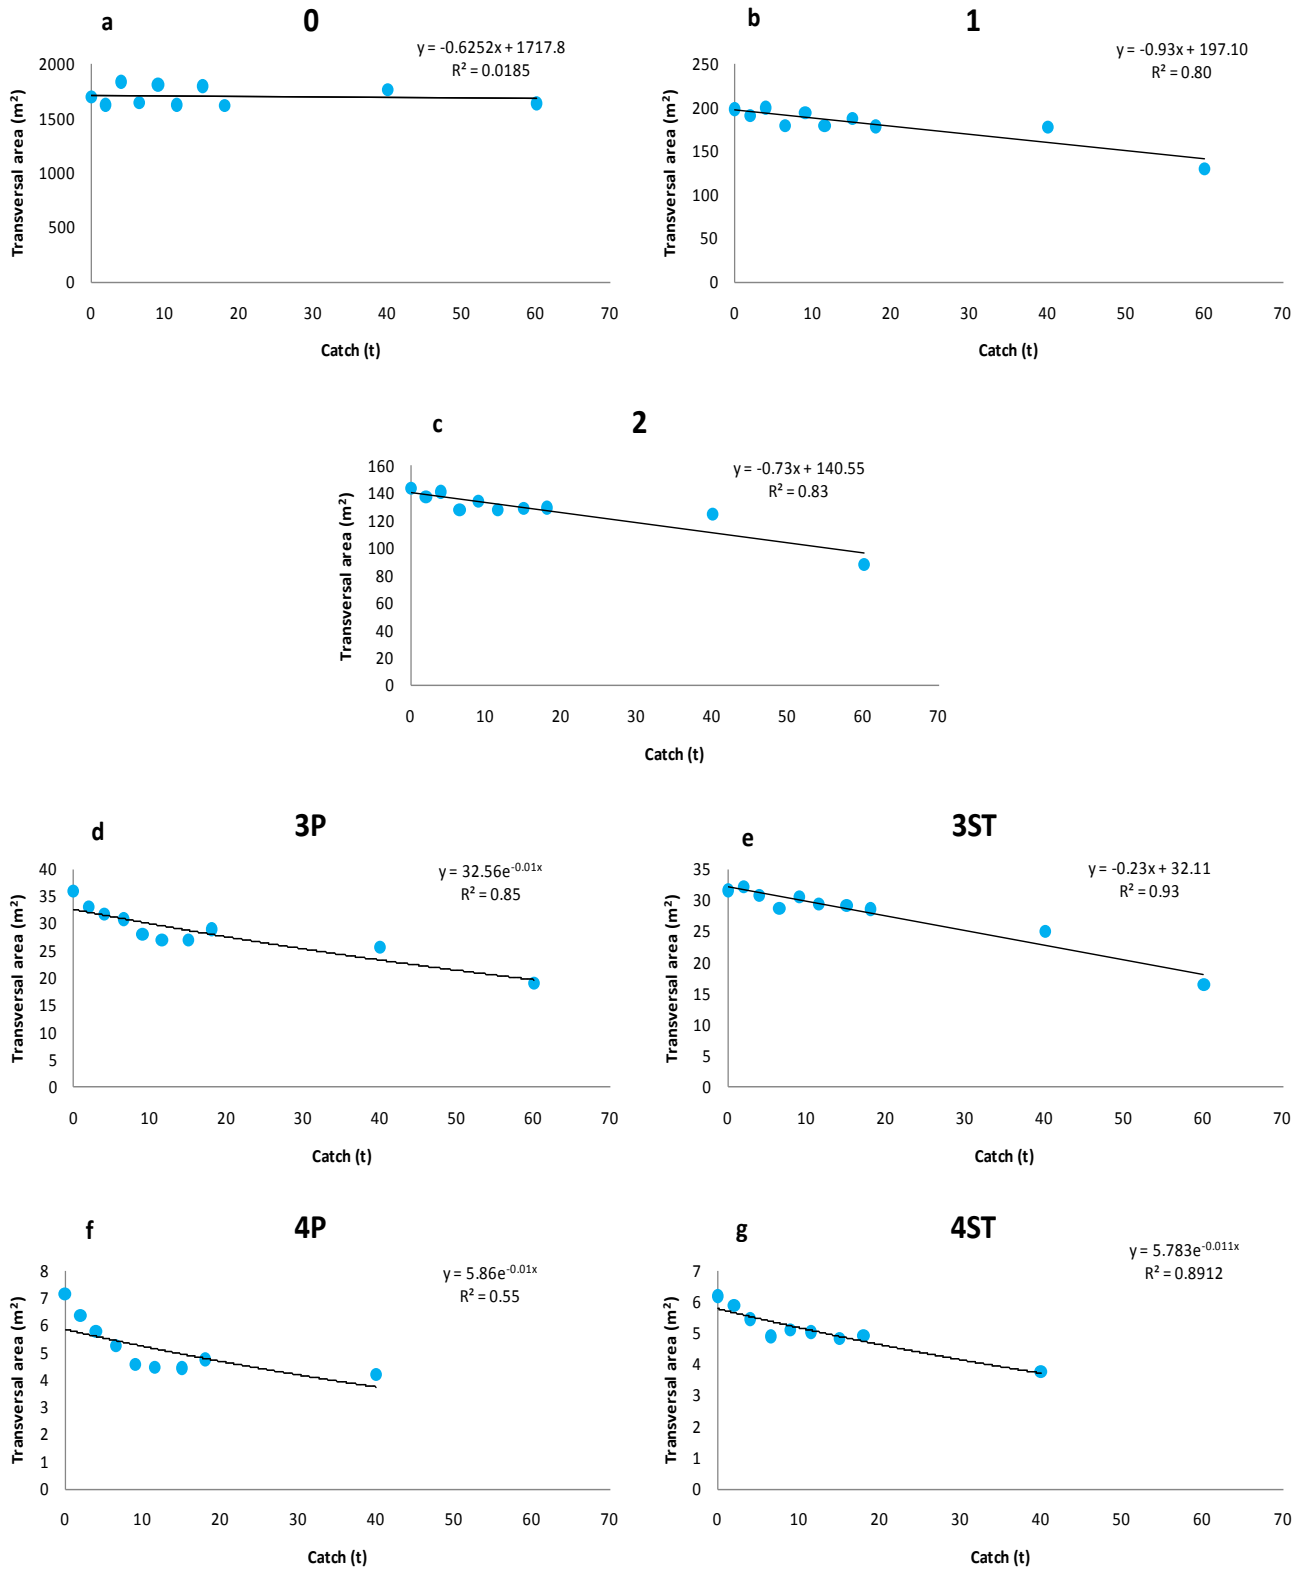 a 0
y = -0.6252x + 1717.8
R² = 0.0185
Transversal area (m²)
2000
1500
1000
500
0
0 10 20 30 40 50 60 70
Catch (t)
b 1
y = -0.93x + 197.10
R² = 0.80
Transversal area (m²)
250
200
150
100
50
0
0 10 20 30 40 50 60 70
Catch (t)
c 2
y = -0.73x + 140.55
R² = 0.83
Transversal area (m²)
160
140
120
100
80
60
40
20
0
0 10 20 30 40 50 60 70
Catch (t)
d 3P
y = 32.56e^-0.01x
R² = 0.85
Transversal area (m²)
40
35
30
25
20
15
10
5
0
0 10 20 30 40 50 60 70
Catch (t)
e 3ST
y = -0.23x + 32.11
R² = 0.93
Transversal area (m²)
35
30
25
20
15
10
5
0
0 10 20 30 40 50 60 70
Catch (t)
f 4P
y = 5.86e^-0.01x
R² = 0.55
Transversal area (m²)
8
7
6
5
4
3
2
1
0
0 10 20 30 40 50 60 70
Catch (t)
g 4ST
y = 5.783e^-0.011x
R² = 0.8912
Transversal area (m²)
7
6
5
4
3
2
1
0
0 10 20 30 40 50 60 70
Catch (t)